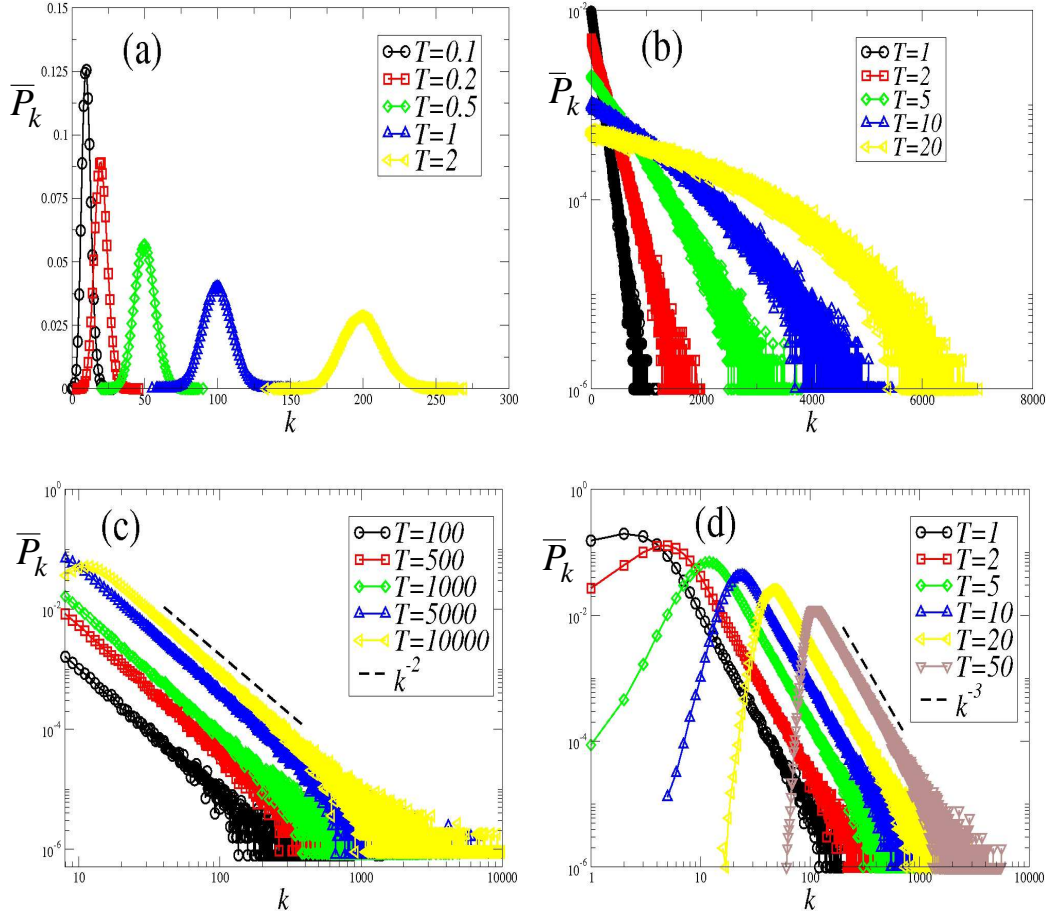 (a)
P̅k
T=0.1
T=0.2
T=0.5
T=1
T=2
0.15
0.125
0.1
0.075
0.05
0.025
0
0 50 100 150 200 250 300
k
(b)
P̅k
T=1
T=2
T=5
T=10
T=20
10-2
10-4
10-6
0 2000 4000 6000 8000
k
(c)
P̅k
T=100
T=500
T=1000
T=5000
T=10000
k-2
100
10-2
10-4
10-6
10 100 1000 10000
k
(d)
P̅k
T=1
T=2
T=5
T=10
T=20
T=50
k-3
100
10-2
10-4
10-6
1 10 100 1000 10000
k